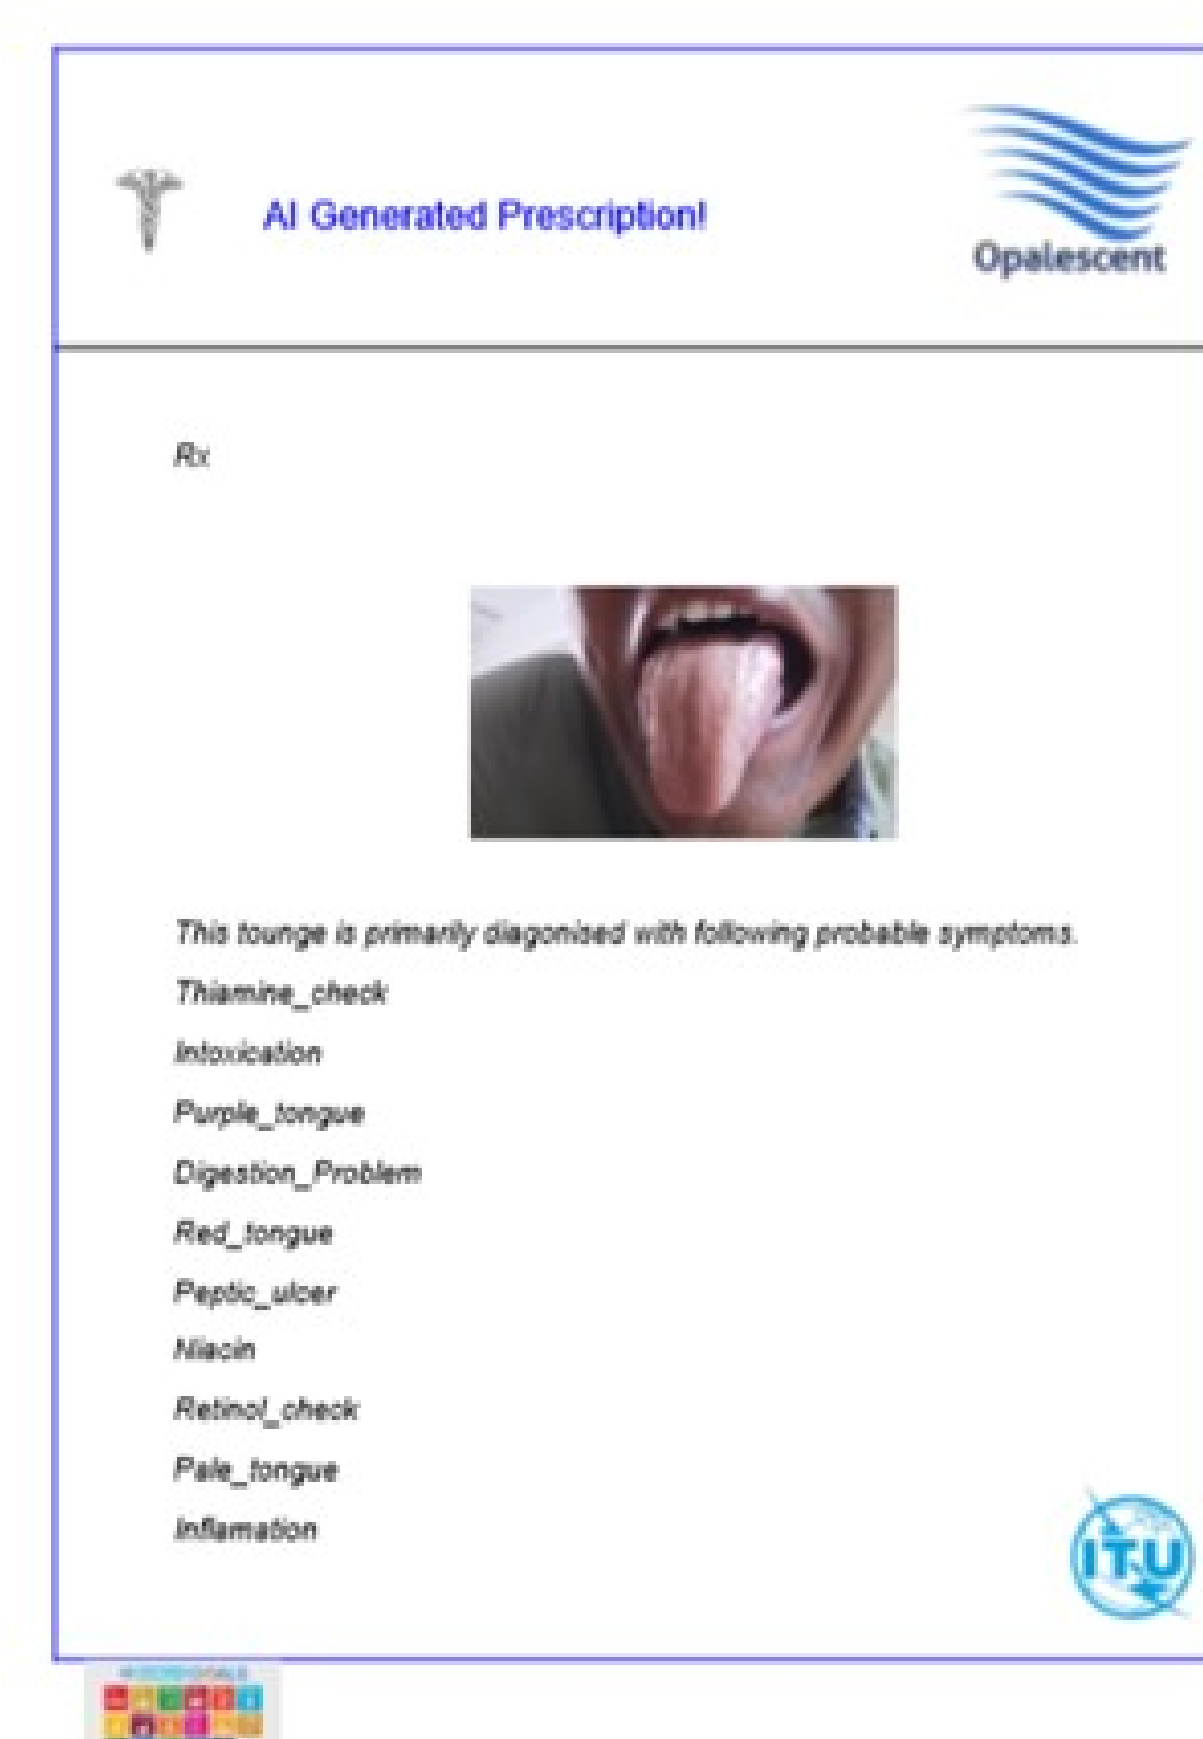 Opalescent
AI Generated Prescription!
Rx
This tounge is primarily diagonised with following probable symptoms.
Thiamine_check
Intoxication
Purple_tongue
Digestion_Problem
Red_tongue
Peptic_ulcer
Niacin
Retinol_check
Pale_tongue
Inflamation
ITU